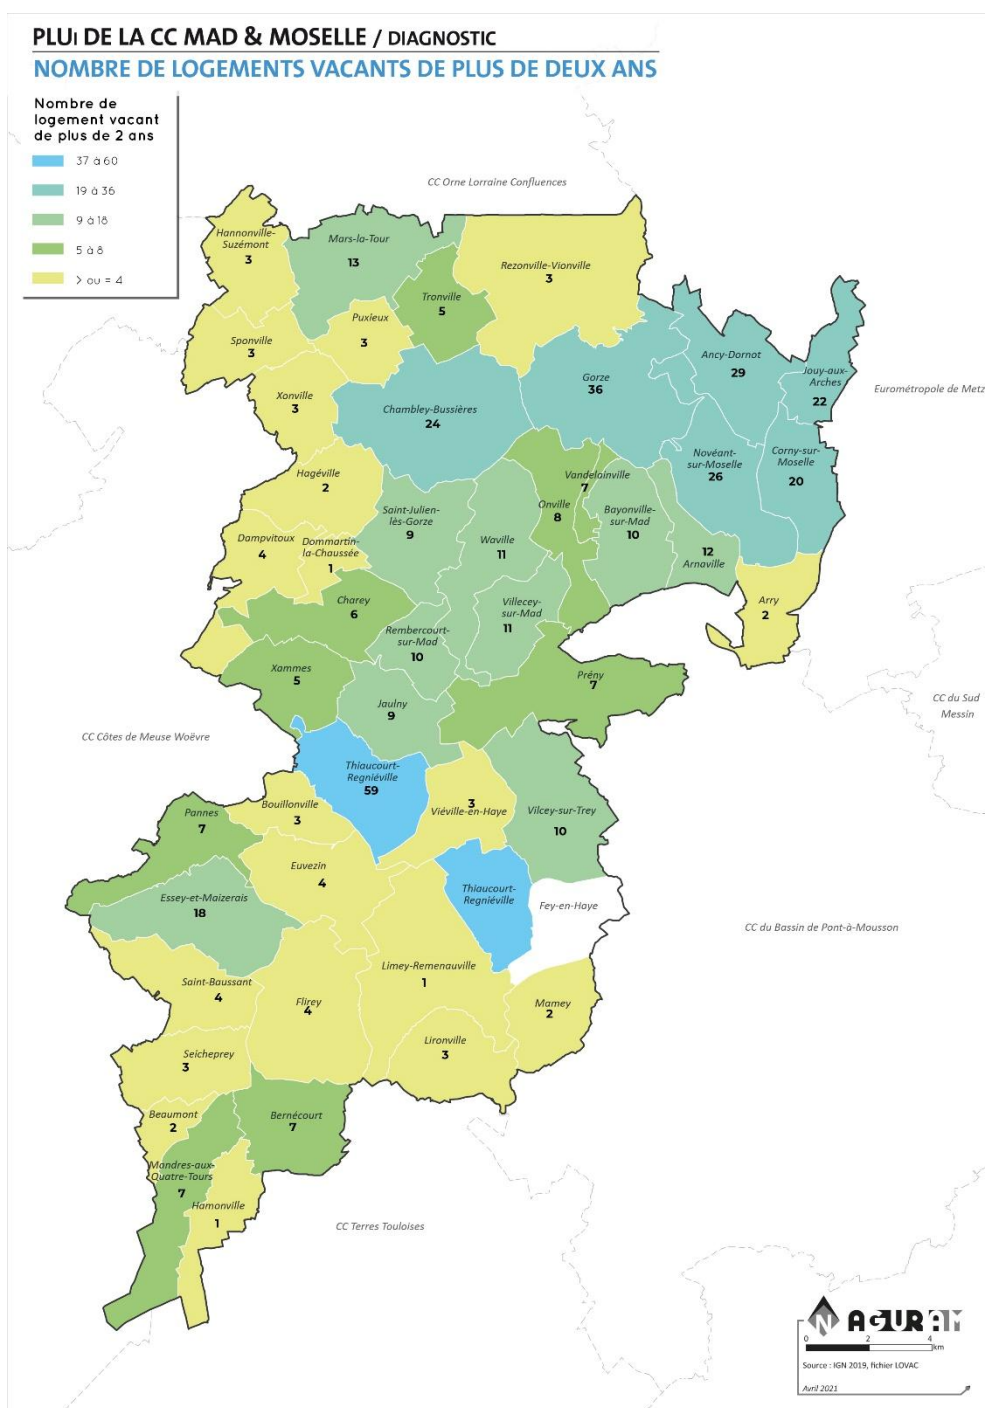 PLUi DE LA CC MAD & MOSELLE / DIAGNOSTIC
NOMBRE DE LOGEMENTS VACANTS DE PLUS DE DEUX ANS
Nombre de
logement vacant
de plus de 2 ans
37 à 60
19 à 36
9 à 18
5 à 8
> ou = 4
CC Orne Lorraine Confluences
Hannonville-
Suzémont
3
Mars-la-Tour
13
Rezonville-Vionville
3
Tronville
5
Puxieux
3
Sponville
3
Ancy-Dornot
29
Jouy-aux-
Arches
22
Gorze
36
Eurométropole de Metz
Xonville
3
Chambley-Bussières
24
Novéant-
sur-Moselle
26
Corny-sur-
Moselle
20
Hagéville
2
Vandelainville
7
Onville
8
Saint-Julien-
lès-Gorze
9
Bayonville-
sur-Mad
10
Dampvitoux
4
Dommartin-
la-Chaussée
1
Waville
11
12
Arnaville
Charey
6
Villecey-
sur-Mad
11
Arry
2
Rembercourt-
sur-Mad
10
Xammes
5
Prény
7
Jaulny
9
CC du Sud
Messin
CC Côtes de Meuse Woëvre
Thiaucourt-
Regniéville
59
Bouillonville
3
3
Viéville-en-Haye
Vilcey-sur-Trey
10
Pannes
7
Euvezin
4
Essey-et-Maizerais
18
Thiaucourt-
Regniéville
Fey-en-Haye
CC du Bassin de Pont-à-Mousson
Saint-Baussant
4
Flirey
4
Limey-Remenauville
1
Mamey
2
Lironville
3
Seicheprey
3
Beaumont
2
Bernécourt
7
Mandres-aux-
Quatre-Tours
7
Hamonville
1
CC Terres Touloises
N AGURAM
0 2 4
km
Source : IGN 2019, fichier LOVAC
Avril 2021